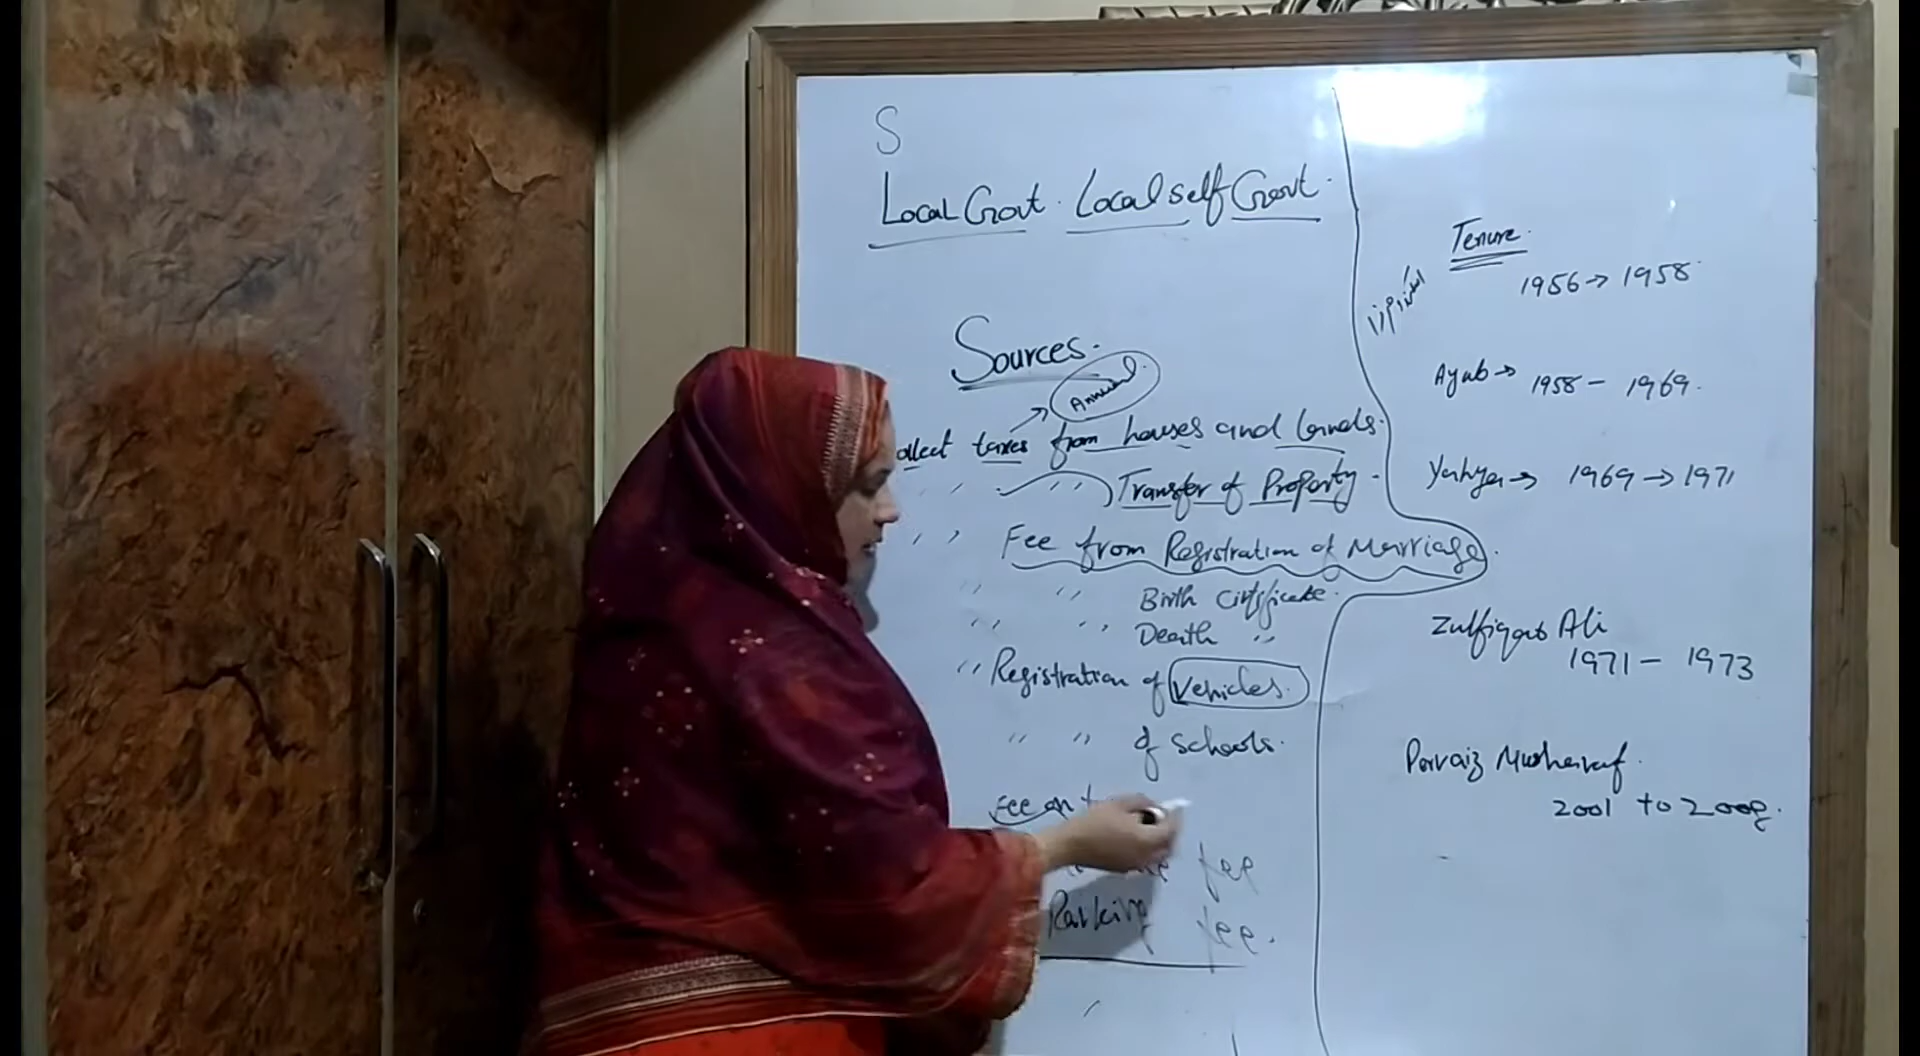 S
Local Govt. Local self Govt.
Sources.
Annual.
ollect taxes from houses and lands.
" " " " Transfer of Property.
" " Fee from Registration of Marriage.
" " Birth Certificate.
" " Death "
" Registration of Vehicles.
" " of schools.
Fee on
fee
Parking fee.
Tenure.
1956 → 1958.
Ayub → 1958 - 1969.
Yahya → 1969 → 1971
Zulfiqar Ali
1971 - 1973
Parvaiz Musharaf.
2001 to 2008.